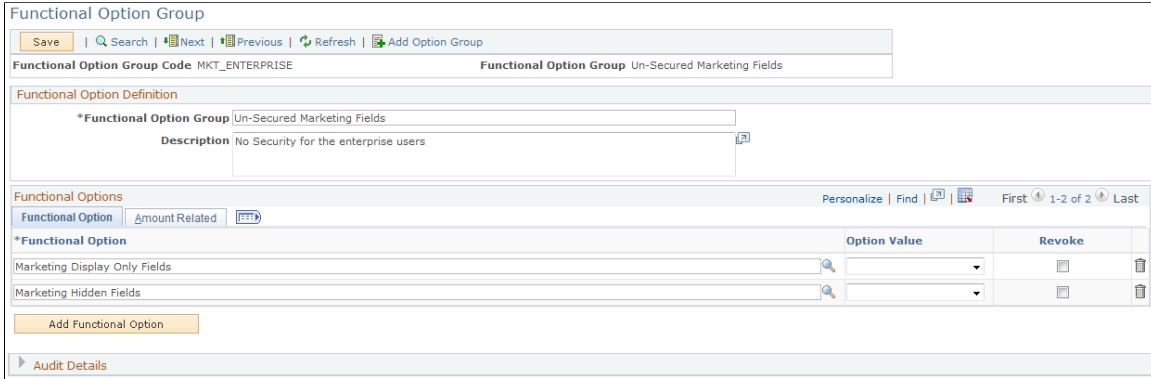 Functional Option Group
Save | Search | Next | Previous | Refresh | Add Option Group
Functional Option Group Code MKT_ENTERPRISE Functional Option Group Un-Secured Marketing Fields
Functional Option Definition
*Functional Option Group Un-Secured Marketing Fields
Description No Security for the enterprise users
Functional Options Personalize | Find | | First 1-2 of 2 Last
Functional Option Amount Related
*Functional Option Option Value Revoke
Marketing Display Only Fields
Marketing Hidden Fields
Add Functional Option
Audit Details